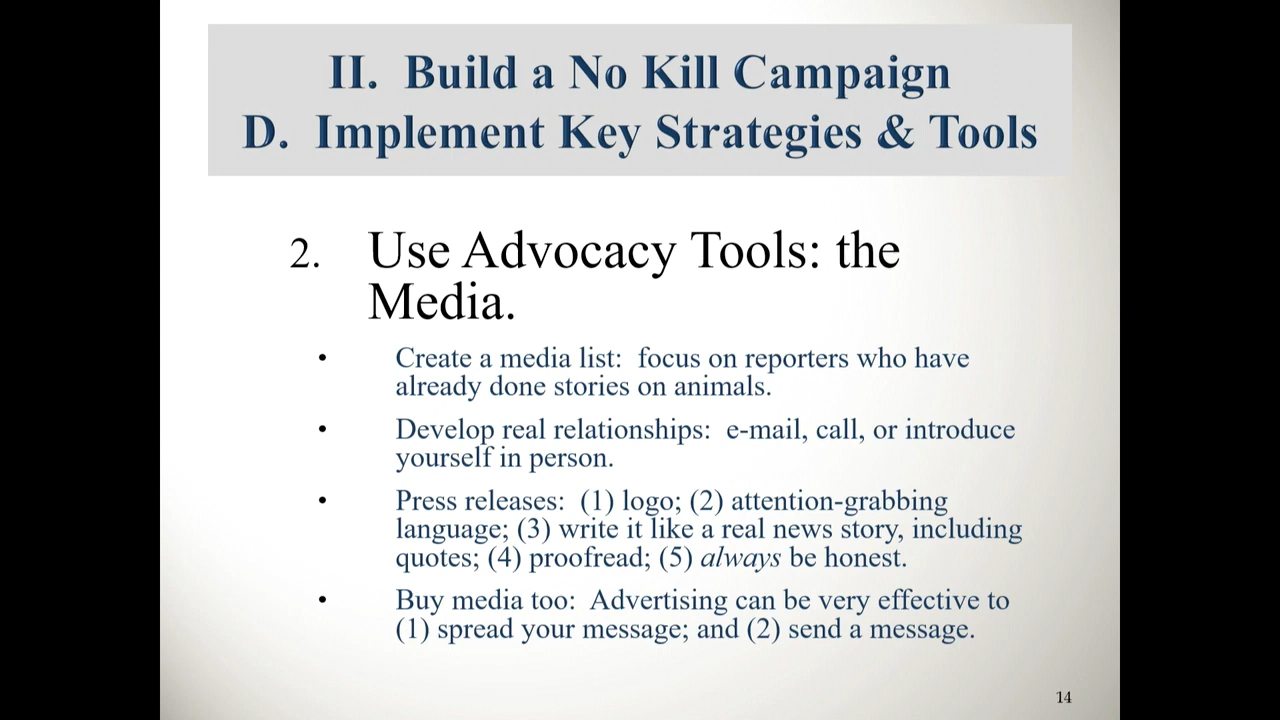 II. Build a No Kill Campaign
D. Implement Key Strategies & Tools
2. Use Advocacy Tools: the
Media.
• Create a media list: focus on reporters who have
already done stories on animals.
• Develop real relationships: e-mail, call, or introduce
yourself in person.
• Press releases: (1) logo; (2) attention-grabbing
language; (3) write it like a real news story, including
quotes; (4) proofread; (5) always be honest.
• Buy media too: Advertising can be very effective to
(1) spread your message; and (2) send a message.
14